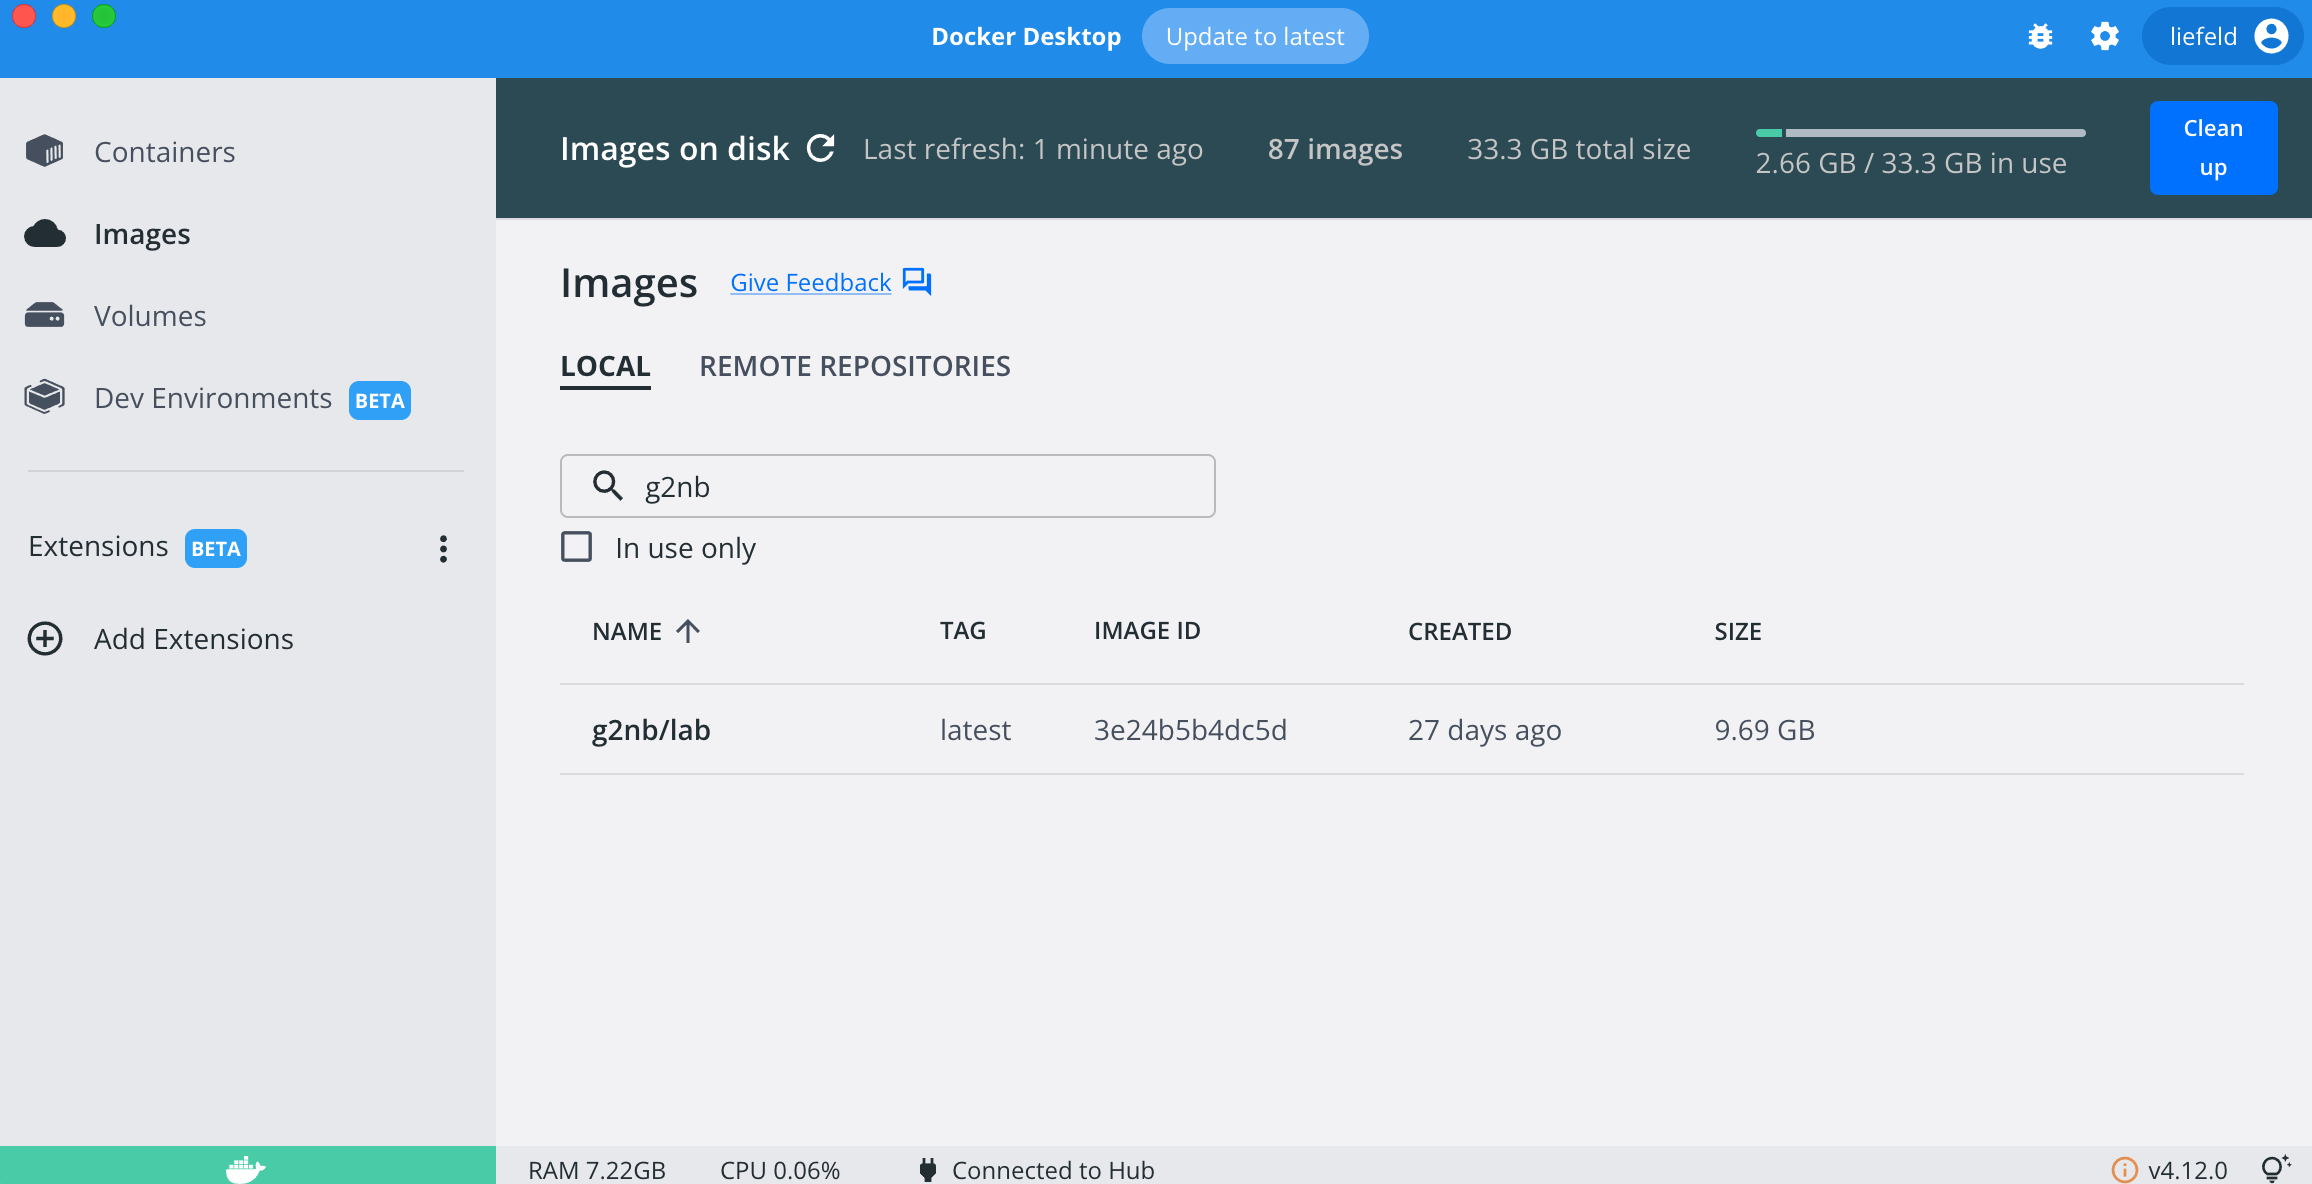 Docker Desktop Update to latest liefeld
Containers
Images
Volumes
Dev Environments BETA
Extensions BETA
Add Extensions
Images on disk Last refresh: 1 minute ago 87 images 33.3 GB total size 2.66 GB / 33.3 GB in use
Clean
up
Images Give Feedback
LOCAL REMOTE REPOSITORIES
g2nb
In use only
NAME TAG IMAGE ID CREATED SIZE
g2nb/lab latest 3e24b5b4dc5d 27 days ago 9.69 GB
RAM 7.22GB CPU 0.06% Connected to Hub v4.12.0